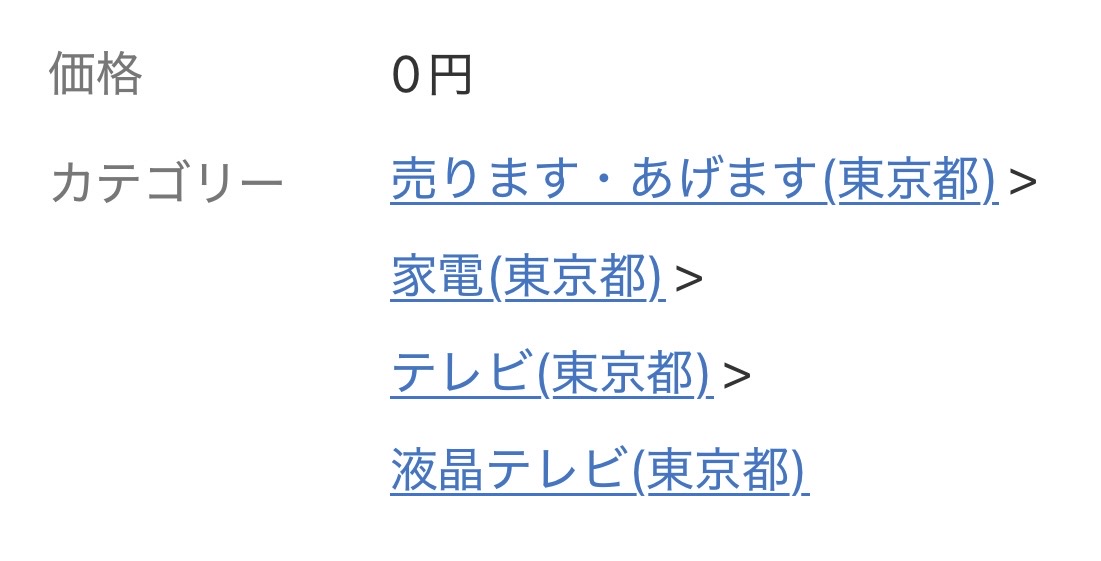 価格 0円
カテゴリー 売ります・あげます(東京都) >
家電(東京都) >
テレビ(東京都) >
液晶テレビ(東京都)